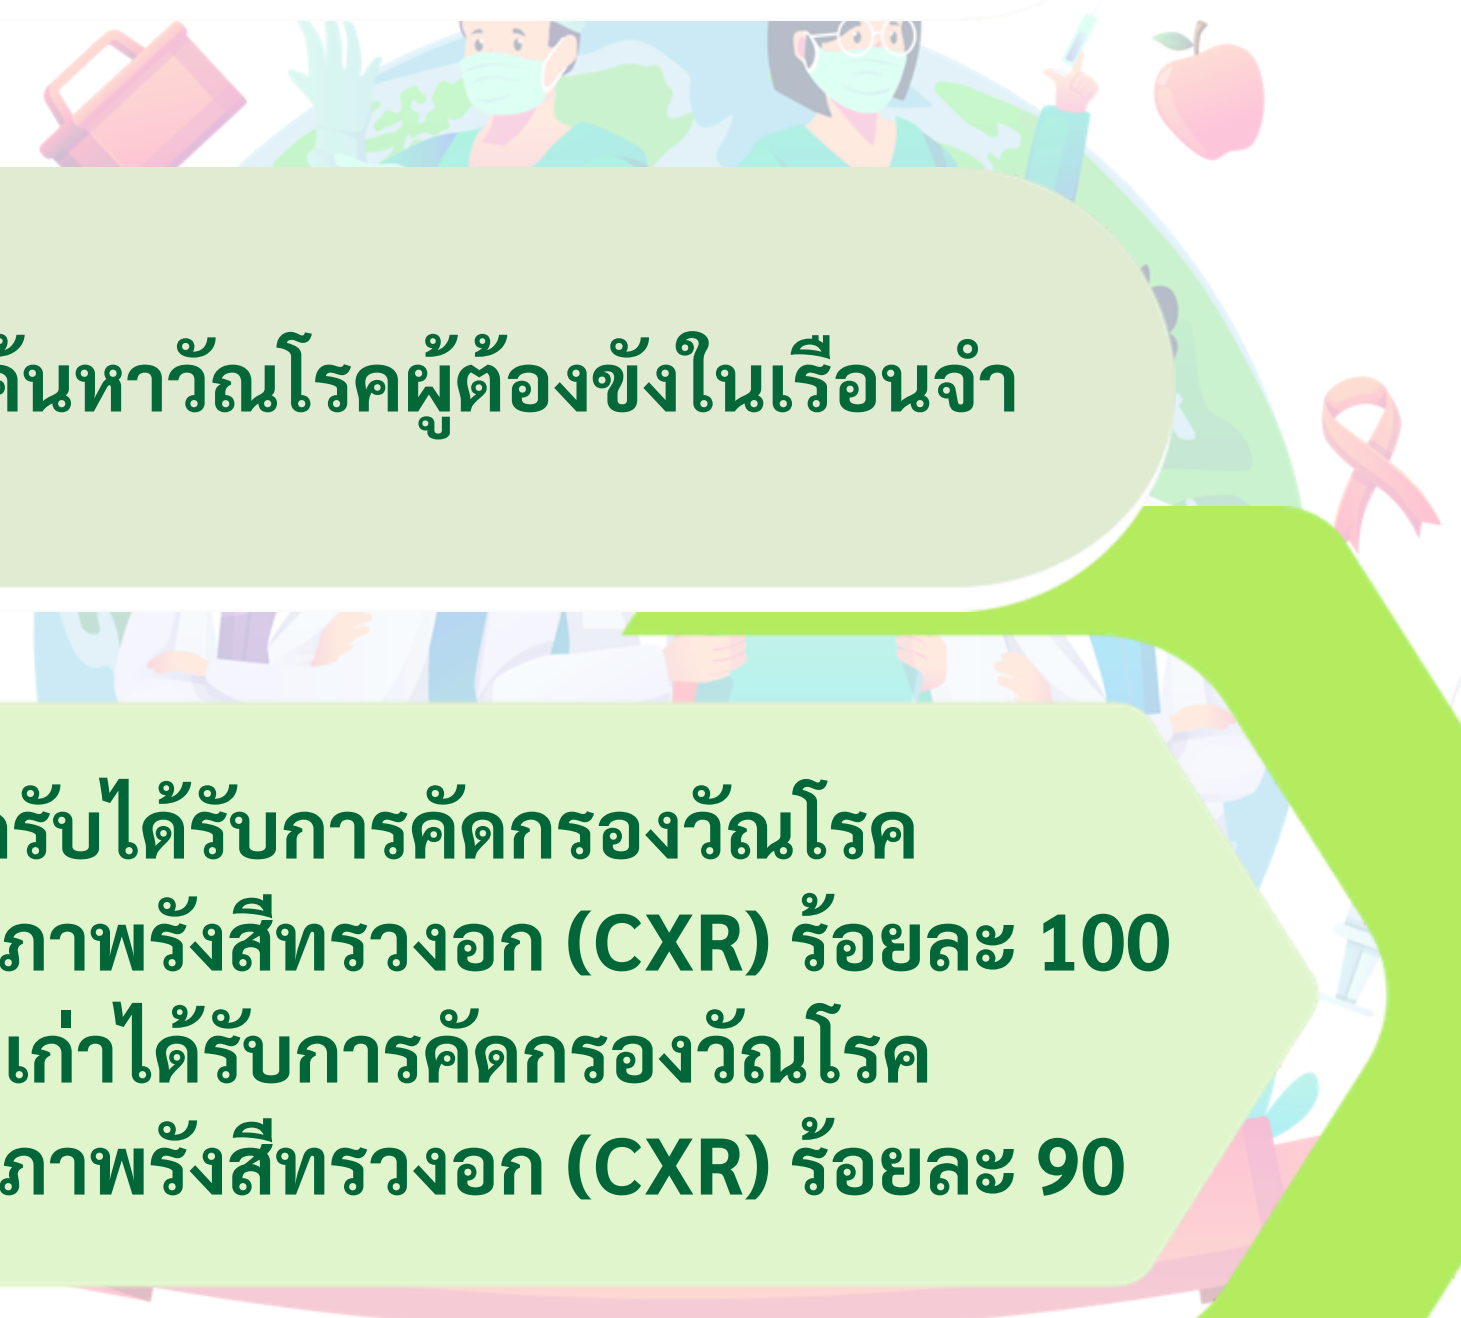 ค้นหาวัณโรคผู้ต้องขังในเรือนจำ
รับได้รับการคัดกรองวัณโรค
ภาพรังสีทรวงอก (CXR) ร้อยละ 100
เก่าได้รับการคัดกรองวัณโรค
ภาพรังสีทรวงอก (CXR) ร้อยละ 90